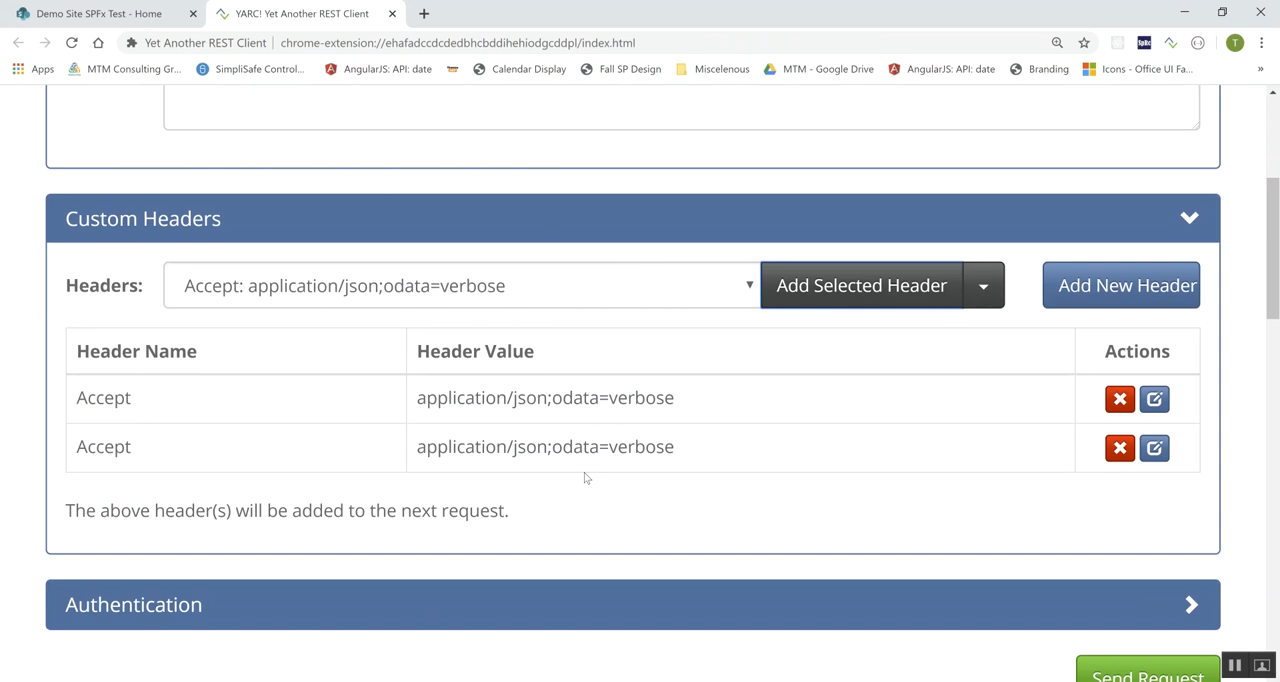 Demo Site SPFx Test - Home
YARC! Yet Another REST Client
Yet Another REST Client
chrome-extension://ehafadccdcdedbhcbddihehiodgcddpl/index.html
SpRc
T
Apps
MTM Consulting Gr...
SimpliSafe Control...
AngularJS: API: date
Calendar Display
Fall SP Design
Miscelenous
MTM - Google Drive
AngularJS: API: date
Branding
Icons - Office UI Fa...
»
Custom Headers
Headers:
Accept: application/json;odata=verbose
Add Selected Header
Add New Header
Header Name
Header Value
Actions
Accept
application/json;odata=verbose
Accept
application/json;odata=verbose
The above header(s) will be added to the next request.
Authentication
Send Request